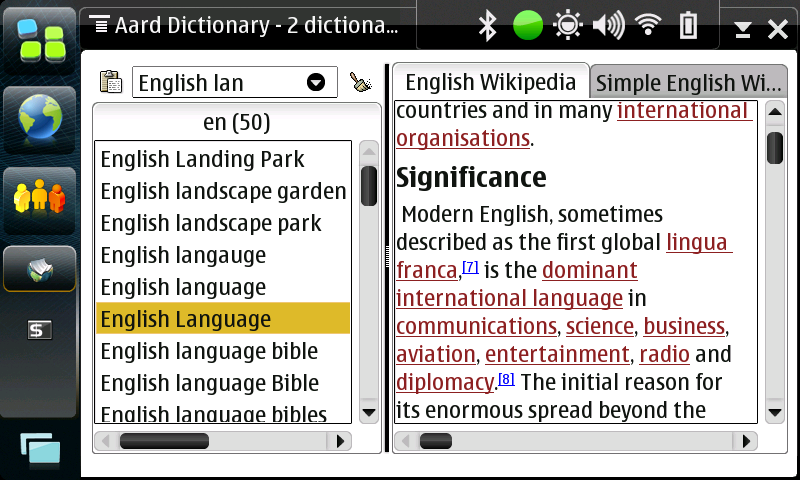 Aard Dictionary - 2 dictiona...
English lan
en (50)
English Landing Park
English landscape garden
English landscape park
English langauge
English language
English Language
English language bible
English language Bible
English language bibles
English Wikipedia
Simple English Wi...
countries and in many international
organisations.
Significance
Modern English, sometimes
described as the first global lingua
franca,[7] is the dominant
international language in
communications, science, business,
aviation, entertainment, radio and
diplomacy.[8] The initial reason for
its enormous spread beyond the
$